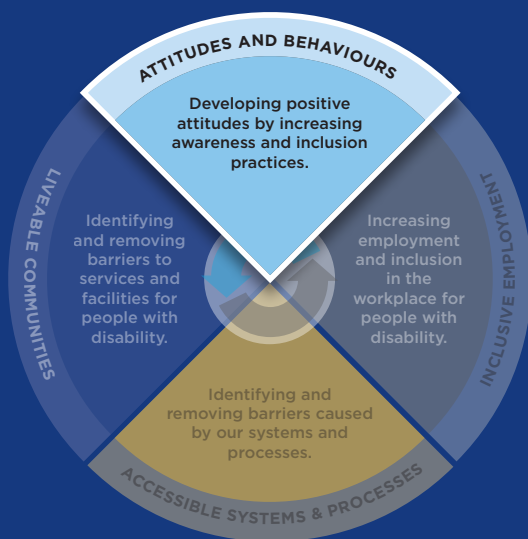 ATTITUDES AND BEHAVIOURS
Developing positive
attitudes by increasing
awareness and inclusion
practices.
LIVEABLE COMMUNITIES
Identifying
and removing
barriers to
services and
facilities for
people with
disability.
INCLUSIVE EMPLOYMENT
Increasing
employment
and inclusion
in the
workplace for
people with
disability.
Identifying and
removing barriers caused
by our systems and
processes.
ACCESSIBLE SYSTEMS & PROCESSES